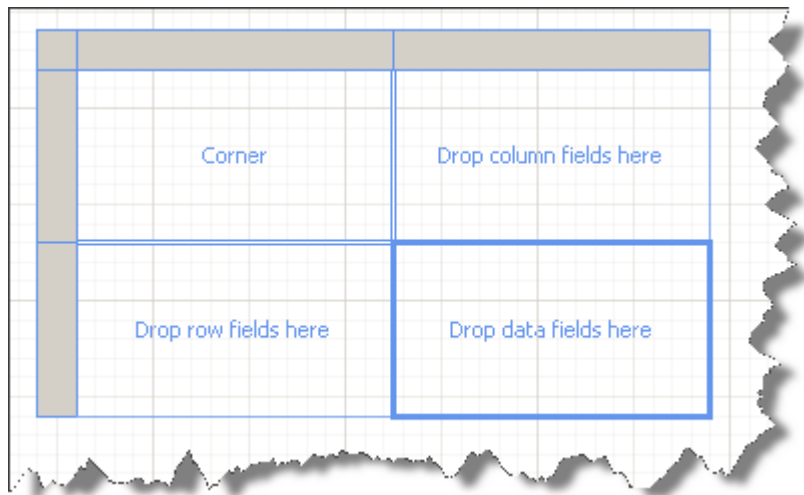 Corner
Drop column fields here
Drop row fields here
Drop data fields here